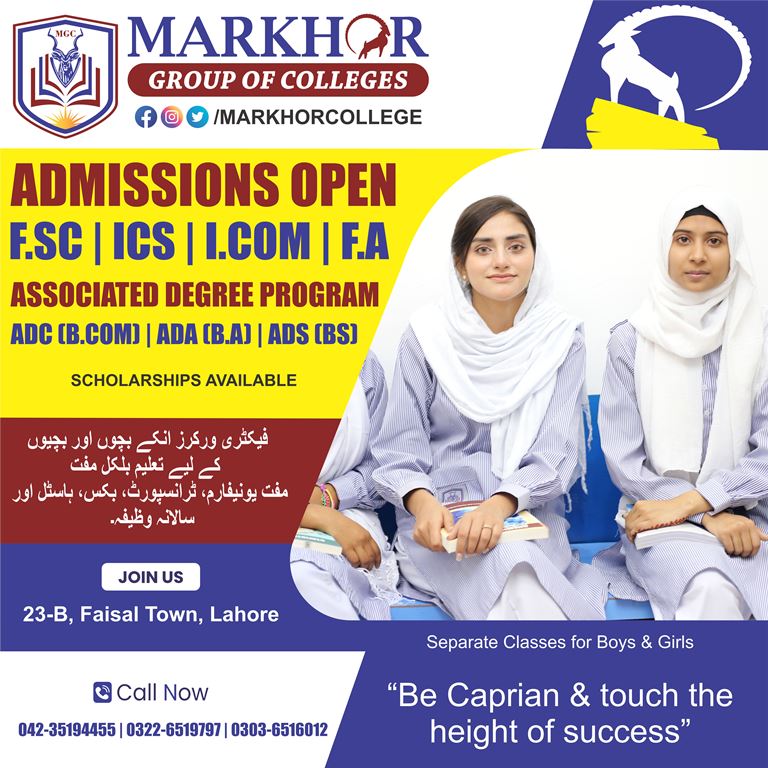 MGC
MARKHOR
GROUP OF COLLEGES
/MARKHORCOLLEGE
ADMISSIONS OPEN
F.SC | ICS | I.COM | F.A
ASSOCIATED DEGREE PROGRAM
ADC (B.COM) | ADA (B.A) | ADS (BS)
SCHOLARSHIPS AVAILABLE
فیکٹری ورکرز انکے بچوں اور بچیوں
کے لیے تعلیم بلکل مفت
مفت یونیفارم، ٹرانسپورٹ، بکس، ہاسٹل اور
سالانہ وظیفہ۔
JOIN US
23-B, Faisal Town, Lahore
Separate Classes for Boys & Girls
Call Now
042-35194455 | 0322-6519797 | 0303-6516012
“Be Caprian & touch the
height of success”